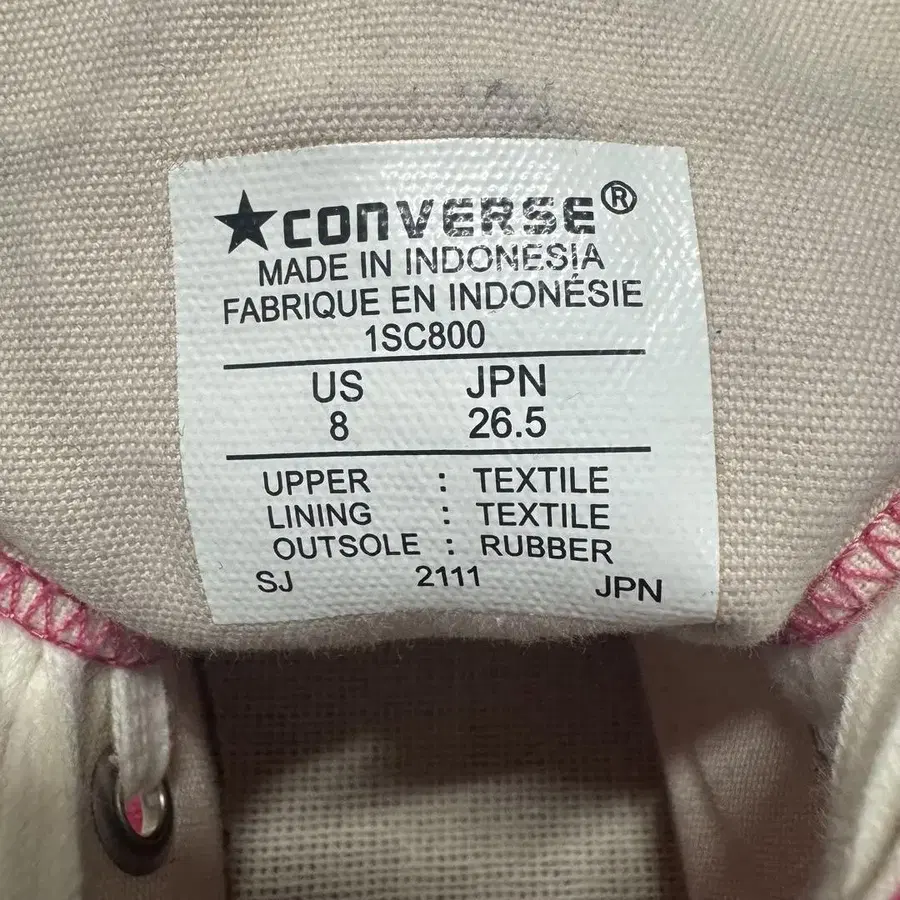 ★CONVERSE®
MADE IN INDONESIA
FABRIQUE EN INDONÉSIE
1SC800
US JPN
8 26.5
UPPER : TEXTILE
LINING : TEXTILE
OUTSOLE : RUBBER
SJ 2111 JPN